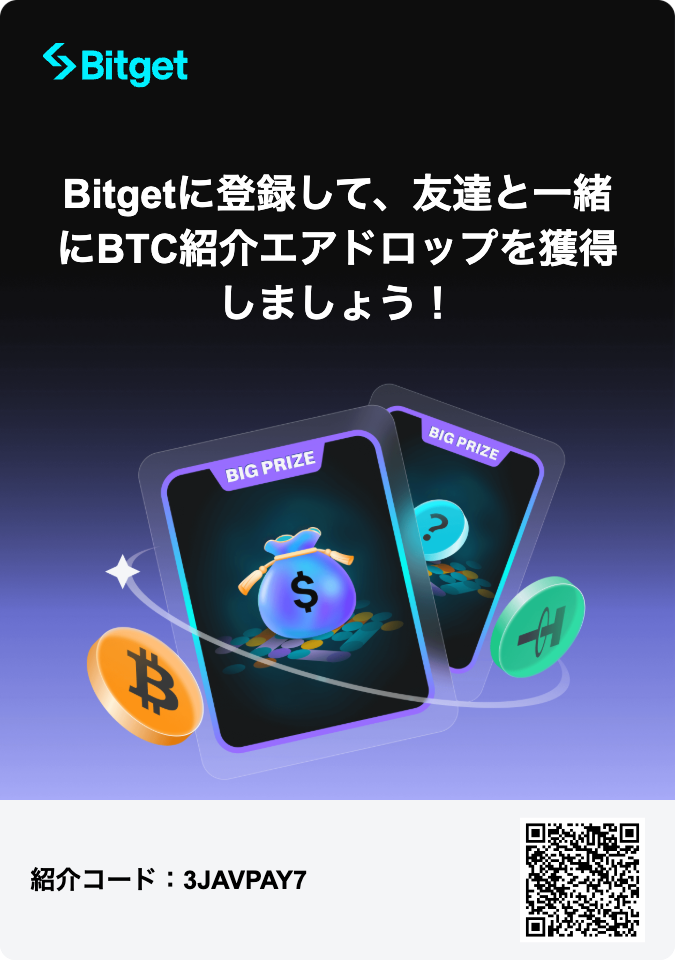 Bitget
Bitgetに登録して、友達と一緒
にBTC紹介エアドロップを獲得
しましょう！
BIG PRIZE
BIG PRIZE
?
$
紹介コード：3JAVPAY7